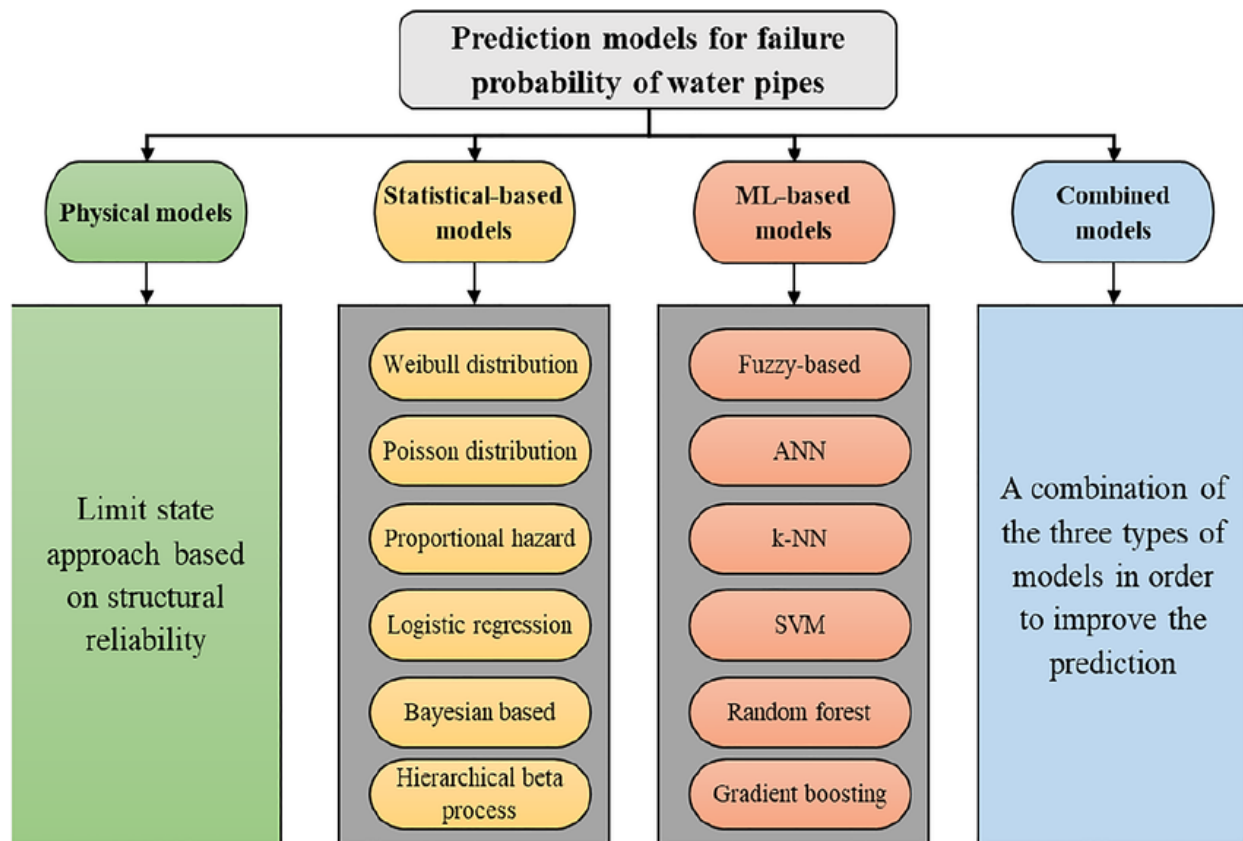 Prediction models for failure
probability of water pipes
Physical models
Statistical-based
models
ML-based
models
Combined
models
Limit state
approach based
on structural
reliability
Weibull distribution
Poisson distribution
Proportional hazard
Logistic regression
Bayesian based
Hierarchical beta
process
Fuzzy-based
ANN
k-NN
SVM
Random forest
Gradient boosting
A combination of
the three types of
models in order
to improve the
prediction